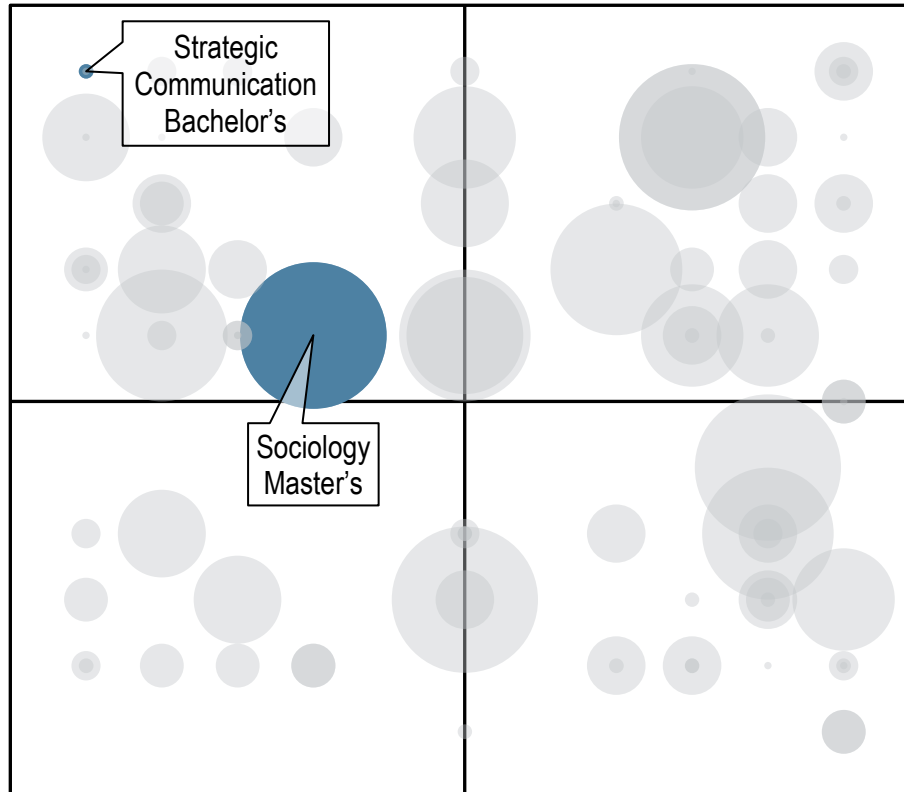 Strategic
Communication
Bachelor’s
Sociology
Master’s